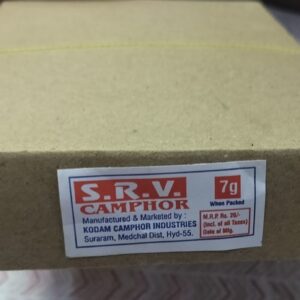 S.R.V.
CAMPHOR
Manufactured & Marketed by :
KODAM CAMPHOR INDUSTRIES
Suraram, Medchal Dist, Hyd-55.
7g
When Packed
M.R.P. Rs. 20/-
(Incl. of all Taxes)
Date of Mfg.